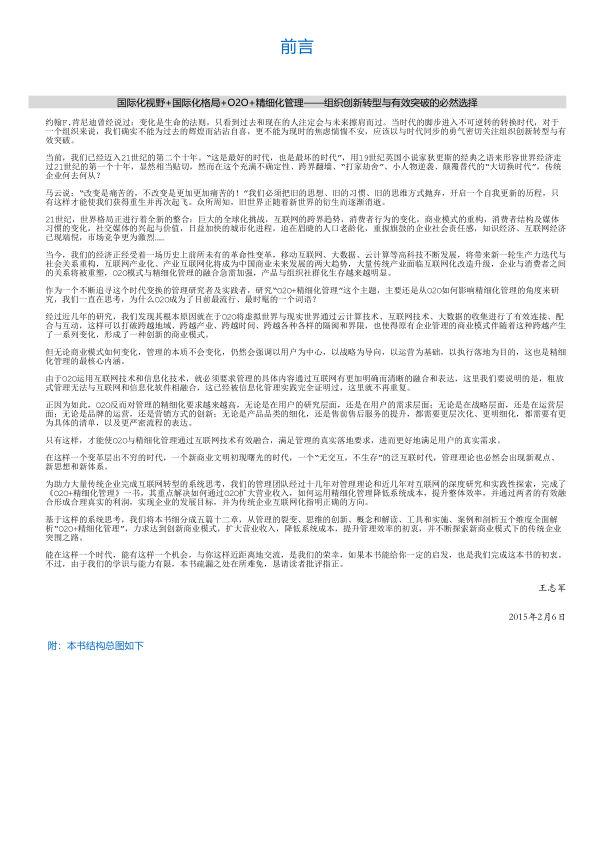 前言
国际化视野+国际化格局+O2O+精细化管理——组织创新转型与有效突破的必然选择
约翰F.肯尼迪曾经说过：变化是生命的法则，只看到过去和现在的人注定会与未来擦肩而过。当时代的脚步进入不可逆转的转换时代，对于
一个组织来说，我们确实不能为过去的辉煌而沾沾自喜，更不能为现时的焦虑惴惴不安，应该以与时代同步的勇气密切关注组织创新转型与有
效突破。
当前，我们已经迈入21世纪的第二个十年。“这是最好的时代，也是最坏的时代”，用19世纪英国小说家狄更斯的经典之语来形容世界经济走
过21世纪的第一个十年，显然相当贴切，然而在这个充满不确定性、跨界翻墙、“打家劫舍”、小人物逆袭、颠覆替代的“大切换时代”，传统
企业何去何从？
马云说：“改变是痛苦的，不改变是更加更加痛苦的！”我们必须把旧的思想、旧的习惯、旧的思维方式抛弃，开启一个自我更新的历程，只
有这样才能使我们获得重生并再次起飞。众所周知，旧世界正随着新世界的衍生而逐渐消逝。
21世纪，世界格局正进行着全新的整合：巨大的全球化挑战，互联网的跨界趋势，消费者行为的变化，商业模式的重构，消费者结构及媒体
习惯的变化，社交媒体的兴起与价值，日益加快的城市化进程，迫在眉睫的人口老龄化，重振旗鼓的企业社会责任感，知识经济、互联网经济
已现端倪，市场竞争更为激烈……
当今，我们的经济正经受着一场历史上前所未有的革命性变革，移动互联网、大数据、云计算等高科技不断发展，将带来新一轮生产力迭代与
社会关系重构，互联网产业化、产业互联网化将成为中国商业未来发展的两大趋势，大量传统产业面临互联网化改造升级，企业与消费者之间
的关系将被重塑，O2O模式与精细化管理的融合急需加强，产品与组织社群化生存越来越明显。
作为一个不断追寻这个时代变换的管理研究者及实践者，研究“O2O+精细化管理”这个主题，主要还是从O2O如何影响精细化管理的角度来研
究，我们一直在思考，为什么O2O成为了目前最流行、最时髦的一个词语？
经过近几年的研究，我们发现其根本原因就在于O2O将虚拟世界与现实世界通过云计算技术、互联网技术、大数据的收集进行了有效连接、配
合与互动，这样可以打破跨越地域、跨越产业、跨越时间、跨越各种各样的隔阂和界限，也使得原有企业管理的商业模式伴随着这种跨越产生
了一系列变化，形成了一种创新的商业模式。
但无论商业模式如何变化，管理的本质不会变化，仍然会强调以用户为中心，以战略为导向，以运营为基础，以执行落地为目的，这也是精细
化管理的最核心内涵。
由于O2O运用互联网技术和信息化技术，就必须要求管理的具体内容通过互联网有更加明确而清晰的融合和表达，这里我们要说明的是，粗放
式管理无法与互联网和信息化软件相融合，这已经被信息化管理实践完全证明过，这里就不再重复。
正因为如此，O2O反而对管理的精细化要求越来越高，无论是在用户的研究层面，还是在用户的需求层面；无论是在战略层面，还是在运营层
面；无论是品牌的运营，还是营销方式的创新；无论是产品品类的细化，还是售前售后服务的提升，都需要更层次化、更明细化，都需要有更
为具体的清单，以及更严密流程的表达。
只有这样，才能使O2O与精细化管理通过互联网技术有效融合，满足管理的真实落地要求，进而更好地满足用户的真实需求。
在这样一个变革层出不穷的时代，一个新商业文明初现曙光的时代，一个“无交互，不生存”的泛互联时代，管理理论也必然会出现新观点、
新思想和新体系。
为助力大量传统企业完成互联网转型的系统思考，我们的管理团队经过十几年对管理理论和近几年对互联网的深度研究和实践性探索，完成了
《O2O+精细化管理》一书，其重点解决如何通过O2O扩大营业收入，如何运用精细化管理降低系统成本，提升整体效率，并通过两者的有效融
合形成合理真实的利润，实现企业的发展目标，并为传统企业互联网化指明正确的方向。
基于这样的系统思考，我们将本书细分成五篇十二章，从管理的裂变、思维的创新、概念和解读、工具和实施、案例和剖析五个维度全面解
析“O2O+精细化管理”，力求达到创新商业模式，扩大营业收入，降低系统成本，提升管理效率的初衷，并不断探索新商业模式下的传统企业
突围之路。
能在这样一个时代，能有这样一个机会，与你这样近距离地交流，是我们的荣幸，如果本书能给你一定的启发，也是我们完成这本书的初衷。
不过，由于我们的学识与能力有限，本书疏漏之处在所难免，恳请读者批评指正。
王志军
2015年2月6日
附：本书结构总图如下